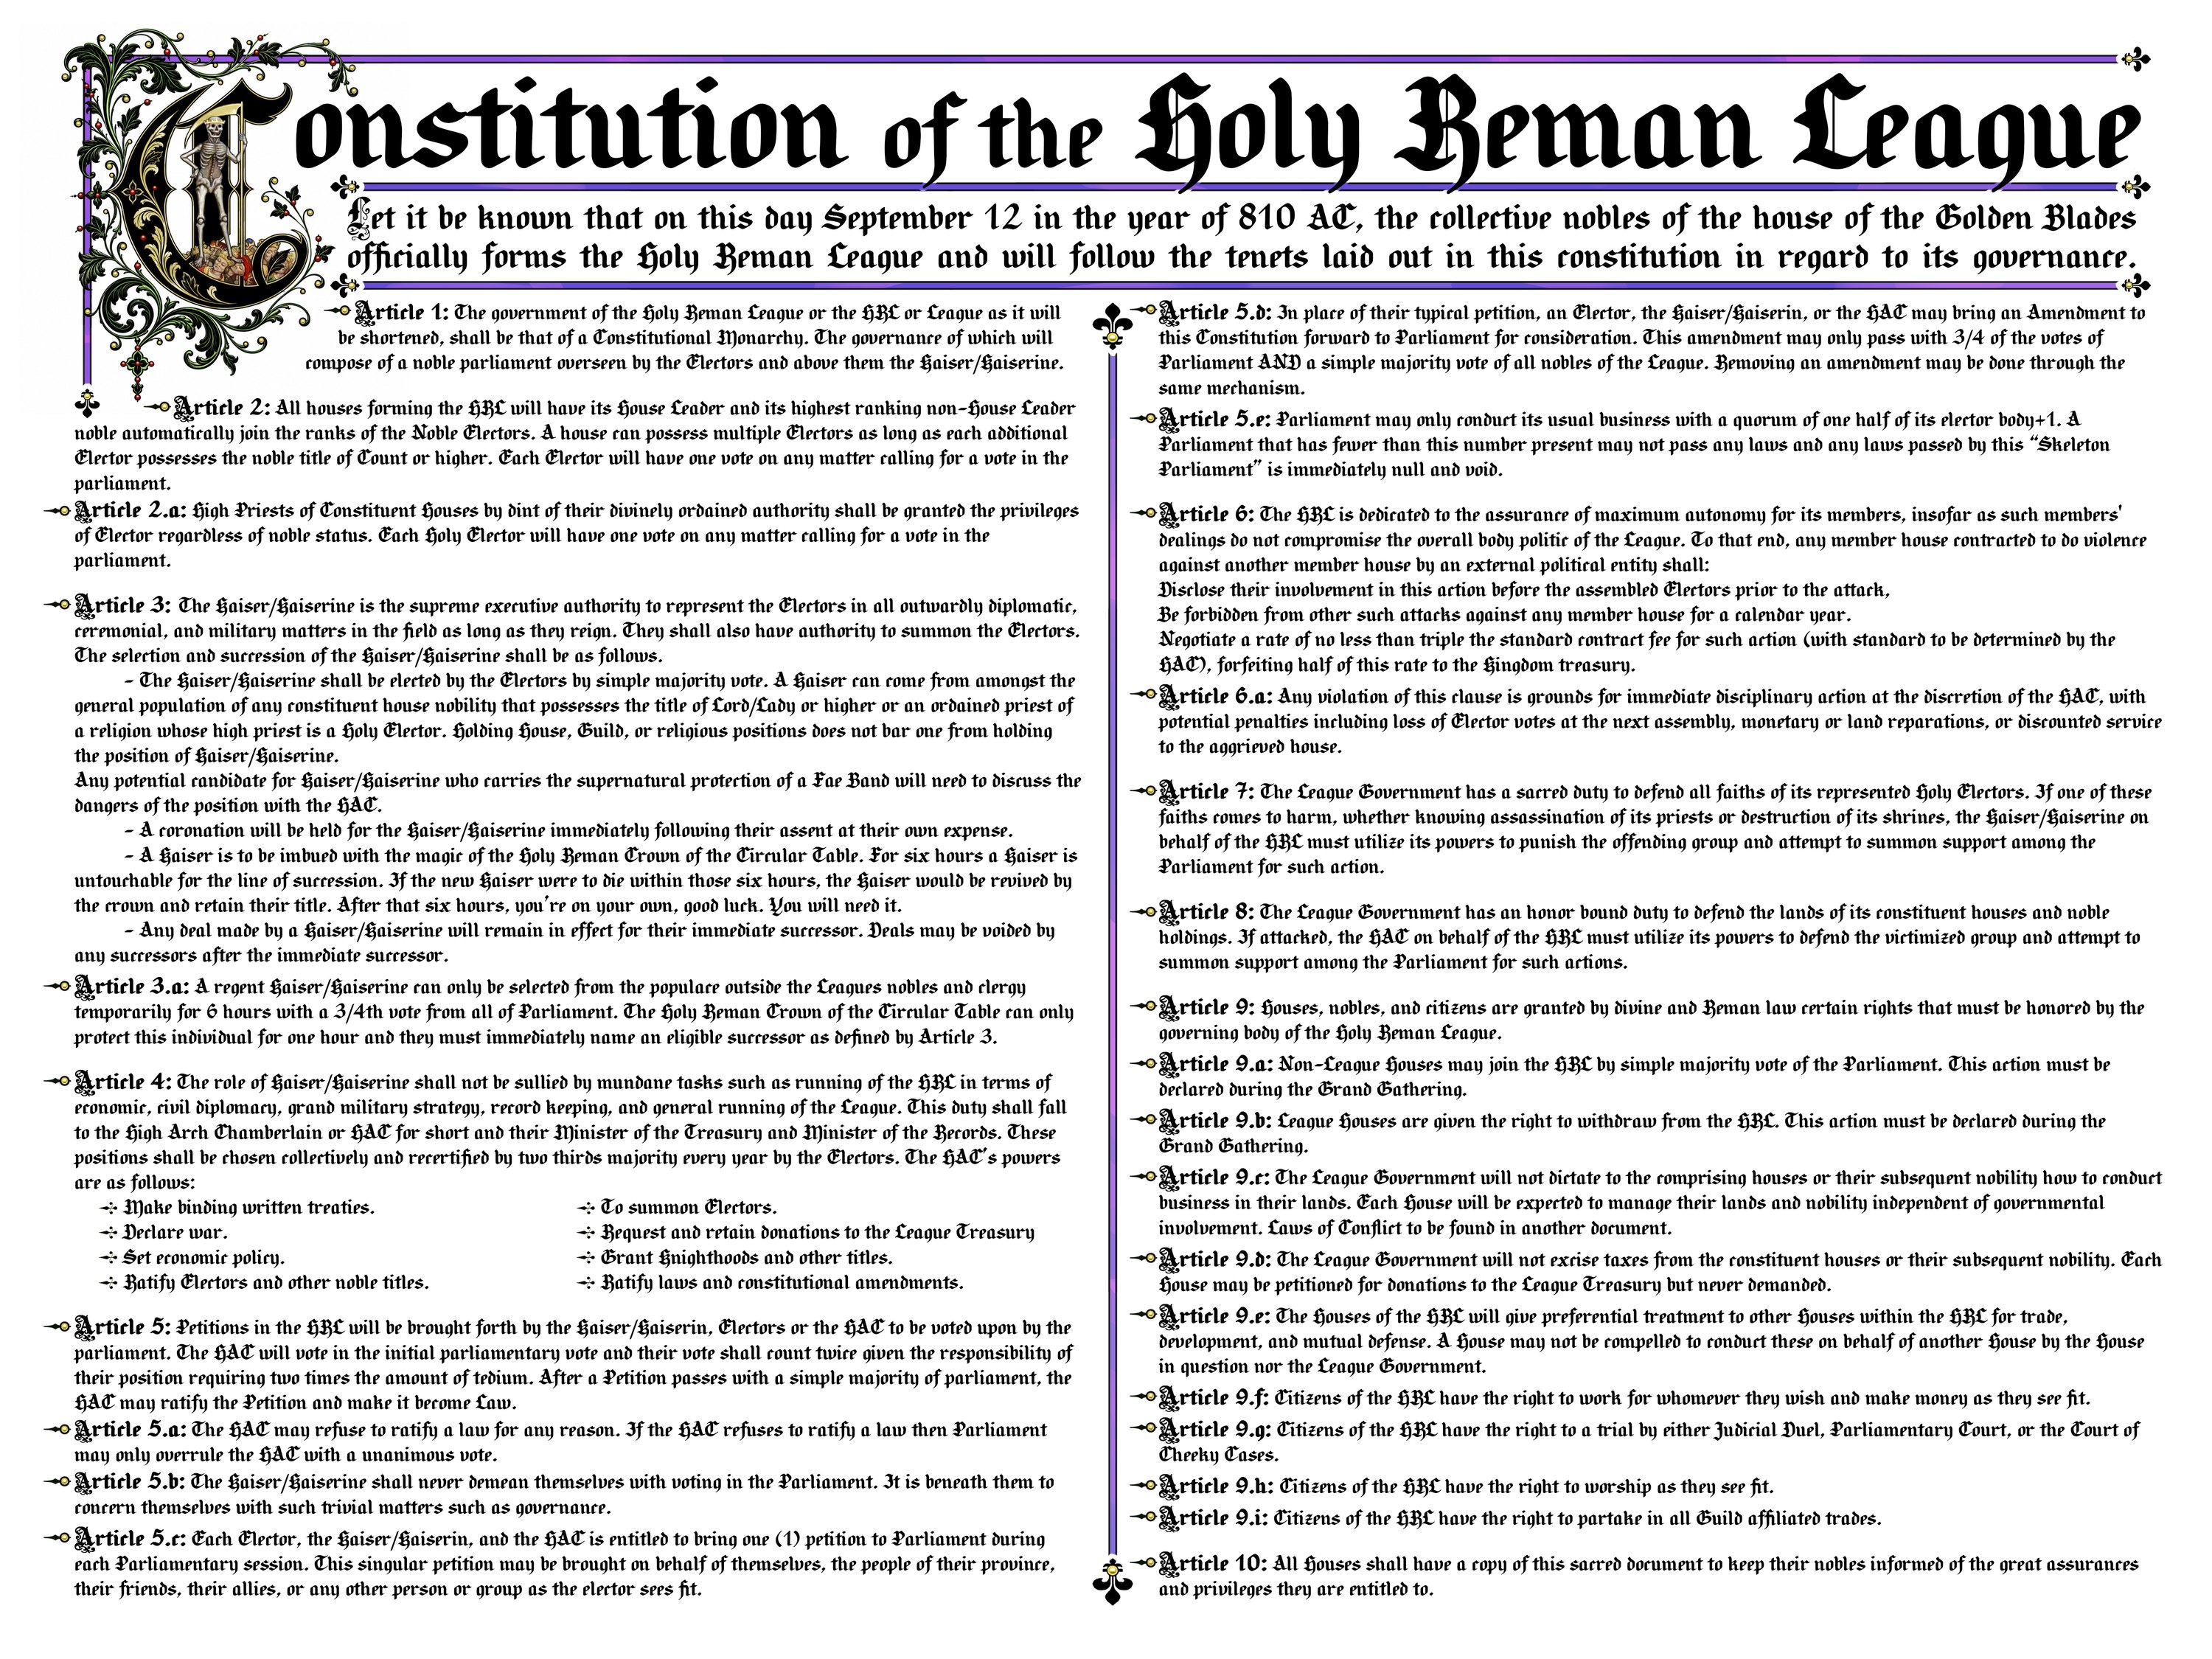 Constitution of the Holy Reman League
Let it be known that on this day September 12 in the year of 810 AC, the collective nobles of the house of the Golden Blades
officially forms the Holy Reman League and will follow the tenets laid out in this constitution in regard to its governance.
Article 1: The government of the Holy Reman League or the HRL or League as it will
be shortened, shall be that of a Constitutional Monarchy. The governance of which will
compose of a noble parliament overseen by the Electors and above them the Kaiser/Kaiserine.
Article 2: All houses forming the HRL will have its House Leader and its highest ranking non-House Leader
noble automatically join the ranks of the Noble Electors. A house can possess multiple Electors as long as each additional
Elector possesses the noble title of Count or higher. Each Elector will have one vote on any matter calling for a vote in the
parliament.
Article 2.a: High Priests of Constituent Houses by dint of their divinely ordained authority shall be granted the privileges
of Elector regardless of noble status. Each Holy Elector will have one vote on any matter calling for a vote in the
parliament.
Article 3: The Kaiser/Kaiserine is the supreme executive authority to represent the Electors in all outwardly diplomatic,
ceremonial, and military matters in the field as long as they reign. They shall also have authority to summon the Electors.
The selection and succession of the Kaiser/Kaiserine shall be as follows.
- The Kaiser/Kaiserine shall be elected by the Electors by simple majority vote. A Kaiser can come from amongst the
general population of any constituent house nobility that possesses the title of Lord/Lady or higher or an ordained priest of
a religion whose high priest is a Holy Elector. Holding House, Guild, or religious positions does not bar one from holding
the position of Kaiser/Kaiserine.
Any potential candidate for Kaiser/Kaiserine who carries the supernatural protection of a Fae Band will need to discuss the
dangers of the position with the HAC.
- A coronation will be held for the Kaiser/Kaiserine immediately following their assent at their own expense.
- A Kaiser is to be imbued with the magic of the Holy Reman Crown of the Circular Table. For six hours a Kaiser is
untouchable for the line of succession. If the new Kaiser were to die within those six hours, the Kaiser would be revived by
the crown and retain their title. After that six hours, you're on your own, good luck. You will need it.
- Any deal made by a Kaiser/Kaiserine will remain in effect for their immediate successor. Deals may be voided by
any successors after the immediate successor.
Article 3.a: A regent Kaiser/Kaiserine can only be selected from the populace outside the Leagues nobles and clergy
temporarily for 6 hours with a 3/4th vote from all of Parliament. The Holy Reman Crown of the Circular Table can only
protect this individual for one hour and they must immediately name an eligible successor as defined by Article 3.
Article 4: The role of Kaiser/Kaiserine shall not be sullied by mundane tasks such as running of the HRL in terms of
economic, civil diplomacy, grand military strategy, record keeping, and general running of the League. This duty shall fall
to the High Arch Chamberlain or HAC for short and their Minister of the Treasury and Minister of the Records. These
positions shall be chosen collectively and recertified by two thirds majority every year by the Electors. The HAC's powers
are as follows:
Make binding written treaties.
Declare war.
Set economic policy.
Ratify Electors and other noble titles.
To summon Electors.
Request and retain donations to the League Treasury
Grant Knighthoods and other titles.
Ratify laws and constitutional amendments.
Article 5: Petitions in the HRL will be brought forth by the Kaiser/Kaiserin, Electors or the HAC to be voted upon by the
parliament. The HAC will vote in the initial parliamentary vote and their vote shall count twice given the responsibility of
their position requiring two times the amount of tedium. After a Petition passes with a simple majority of parliament, the
HAC may ratify the Petition and make it become Law.
Article 5.a: The HAC may refuse to ratify a law for any reason. If the HAC refuses to ratify a law then Parliament
may only overrule the HAC with a unanimous vote.
Article 5.b: The Kaiser/Kaiserine shall never demean themselves with voting in the Parliament. It is beneath them to
concern themselves with such trivial matters such as governance.
Article 5.c: Each Elector, the Kaiser/Kaiserin, and the HAC is entitled to bring one (1) petition to Parliament during
each Parliamentary session. This singular petition may be brought on behalf of themselves, the people of their province,
their friends, their allies, or any other person or group as the elector sees fit.
Article 5.d: In place of their typical petition, an Elector, the Kaiser/Kaiserin, or the HAC may bring an Amendment to
this Constitution forward to Parliament for consideration. This amendment may only pass with 3/4 of the votes of
Parliament AND a simple majority vote of all nobles of the League. Removing an amendment may be done through the
same mechanism.
Article 5.e: Parliament may only conduct its usual business with a quorum of one half of its elector body+1. A
Parliament that has fewer than this number present may not pass any laws and any laws passed by this "Skeleton
Parliament" is immediately null and void.
Article 6: The HRL is dedicated to the assurance of maximum autonomy for its members, insofar as such members'
dealings do not compromise the overall body politic of the League. To that end, any member house contracted to do violence
against another member house by an external political entity shall:
Disclose their involvement in this action before the assembled Electors prior to the attack,
Be forbidden from other such attacks against any member house for a calendar year.
Negotiate a rate of no less than triple the standard contract fee for such action (with standard to be determined by the
HAC), forfeiting half of this rate to the Kingdom treasury.
Article 6.a: Any violation of this clause is grounds for immediate disciplinary action at the discretion of the HAC, with
potential penalties including loss of Elector votes at the next assembly, monetary or land reparations, or discounted service
to the aggrieved house.
Article 7: The League Government has a sacred duty to defend all faiths of its represented Holy Electors. If one of these
faiths comes to harm, whether knowing assassination of its priests or destruction of its shrines, the Kaiser/Kaiserine on
behalf of the HRL must utilize its powers to punish the offending group and attempt to summon support among the
Parliament for such action.
Article 8: The League Government has an honor bound duty to defend the lands of its constituent houses and noble
holdings. If attacked, the HAC on behalf of the HRL must utilize its powers to defend the victimized group and attempt to
summon support among the Parliament for such actions.
Article 9: Houses, nobles, and citizens are granted by divine and Reman law certain rights that must be honored by the
governing body of the Holy Reman League.
Article 9.a: Non-League Houses may join the HRL by simple majority vote of the Parliament. This action must be
declared during the Grand Gathering.
Article 9.b: League Houses are given the right to withdraw from the HRL. This action must be declared during the
Grand Gathering.
Article 9.c: The League Government will not dictate to the comprising houses or their subsequent nobility how to conduct
business in their lands. Each House will be expected to manage their lands and nobility independent of governmental
involvement. Laws of Conflict to be found in another document.
Article 9.d: The League Government will not excise taxes from the constituent houses or their subsequent nobility. Each
House may be petitioned for donations to the League Treasury but never demanded.
Article 9.e: The Houses of the HRL will give preferential treatment to other Houses within the HRL for trade,
development, and mutual defense. A House may not be compelled to conduct these on behalf of another House by the House
in question nor the League Government.
Article 9.f: Citizens of the HRL have the right to work for whomever they wish and make money as they see fit.
Article 9.g: Citizens of the HRL have the right to a trial by either Judicial Duel, Parliamentary Court, or the Court of
Cheeky Cases.
Article 9.h: Citizens of the HRL have the right to worship as they see fit.
Article 9.i: Citizens of the HRL have the right to partake in all Guild affiliated trades.
Article 10: All Houses shall have a copy of this sacred document to keep their nobles informed of the great assurances
and privileges they are entitled to.